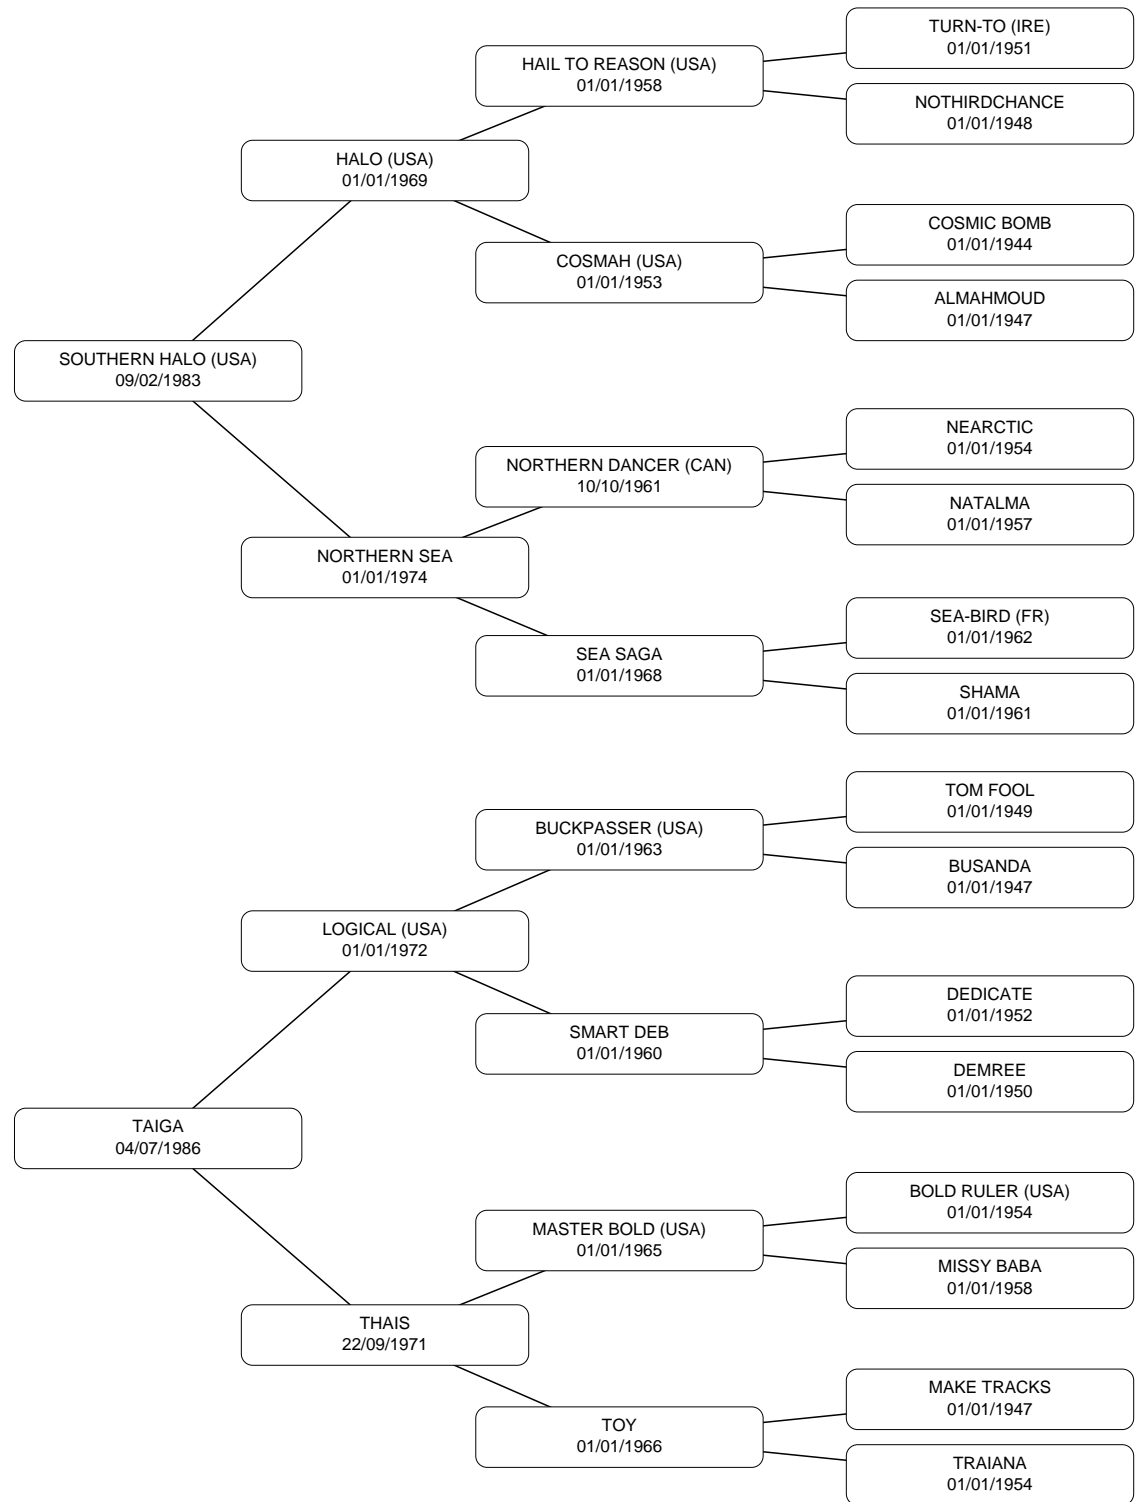 TURN-TO (IRE)
01/01/1951
HAIL TO REASON (USA)
01/01/1958
NOTHIRDCHANCE
01/01/1948
HALO (USA)
01/01/1969
COSMIC BOMB
01/01/1944
COSMAH (USA)
01/01/1953
ALMAHMOUD
01/01/1947
SOUTHERN HALO (USA)
09/02/1983
NEARCTIC
01/01/1954
NORTHERN DANCER (CAN)
10/10/1961
NATALMA
01/01/1957
NORTHERN SEA
01/01/1974
SEA-BIRD (FR)
01/01/1962
SEA SAGA
01/01/1968
SHAMA
01/01/1961
TOM FOOL
01/01/1949
BUCKPASSER (USA)
01/01/1963
BUSANDA
01/01/1947
LOGICAL (USA)
01/01/1972
DEDICATE
01/01/1952
SMART DEB
01/01/1960
DEMREE
01/01/1950
TAIGA
04/07/1986
BOLD RULER (USA)
01/01/1954
MASTER BOLD (USA)
01/01/1965
MISSY BABA
01/01/1958
THAIS
22/09/1971
MAKE TRACKS
01/01/1947
TOY
01/01/1966
TRAIANA
01/01/1954